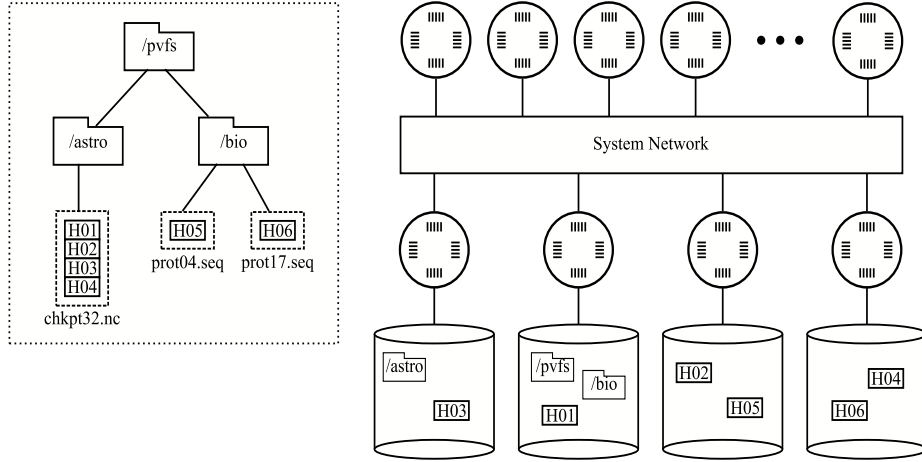 /pvfs
/astro
/bio
H01
H02
H03
H04
chkpt32.nc
H05
prot04.seq
H06
prot17.seq
System Network
/astro
H03
/pvfs
/bio
H01
H02
H05
H04
H06